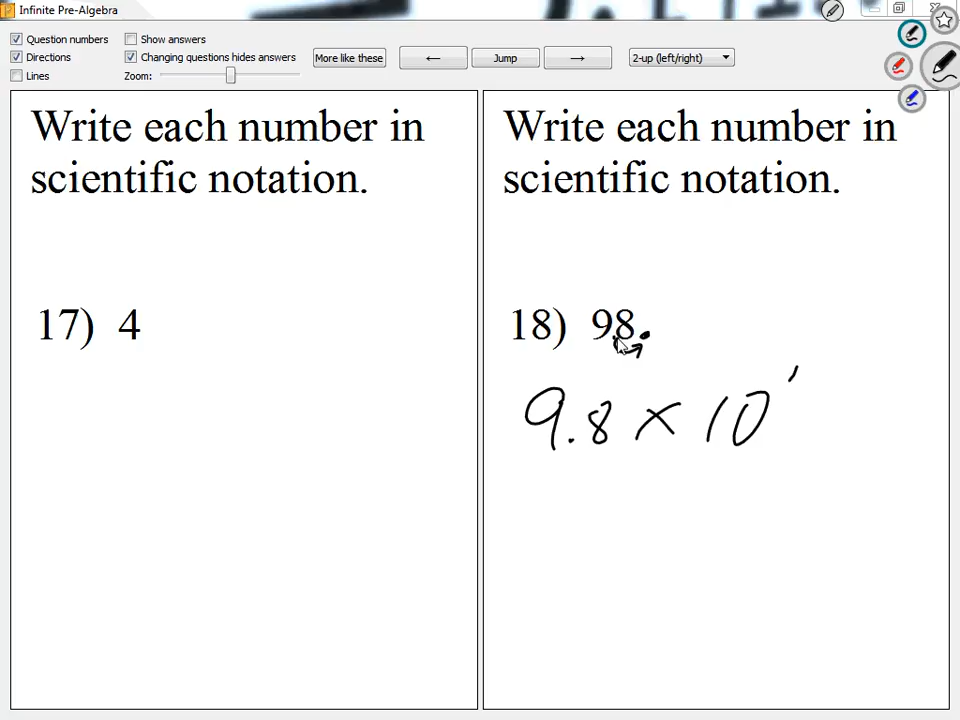 Infinite Pre-Algebra
Question numbers
Show answers
Directions
Changing questions hides answers
Lines
Zoom:
More like these
←
Jump
→
2-up (left/right)
Write each number in
scientific notation.
17) 4
Write each number in
scientific notation.
18) 98.
9.8 × 10¹